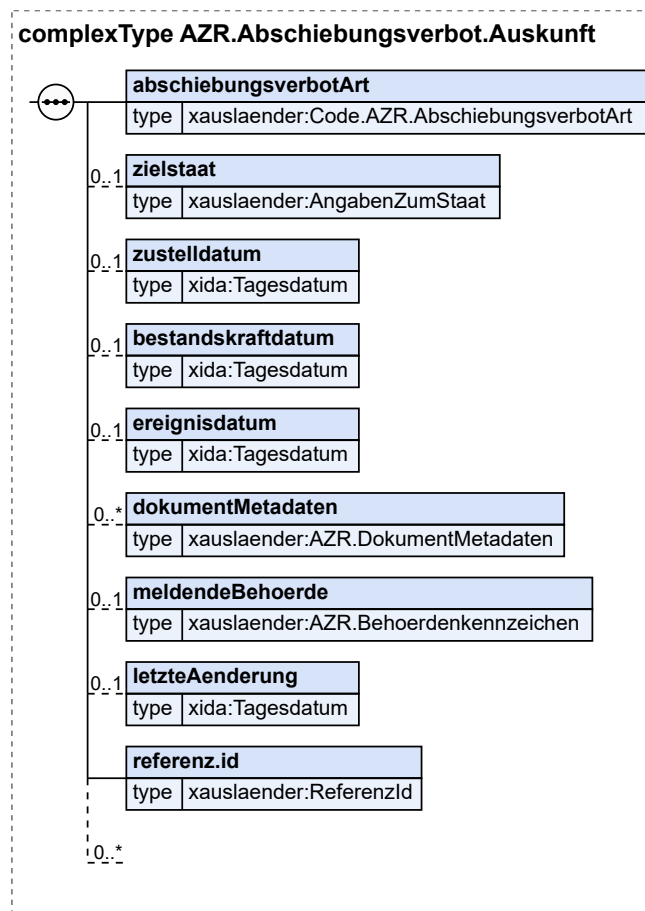 complexType AZR.Abschiebungsverbot.Auskunft
abschiebungsverbotArt
type xauslaender:Code.AZR.AbschiebungsverbotArt
0..1
zielstaat
type xauslaender:AngabenZumStaat
0..1
zustelldatum
type xida:Tagesdatum
0..1
bestandskraftdatum
type xida:Tagesdatum
0..1
ereignisdatum
type xida:Tagesdatum
0..*
dokumentMetadaten
type xauslaender:AZR.DokumentMetadaten
0..1
meldendeBehoerde
type xauslaender:AZR.Behoerdenkennzeichen
0..1
letzteAenderung
type xida:Tagesdatum
referenz.id
type xauslaender:ReferenzId
0..*